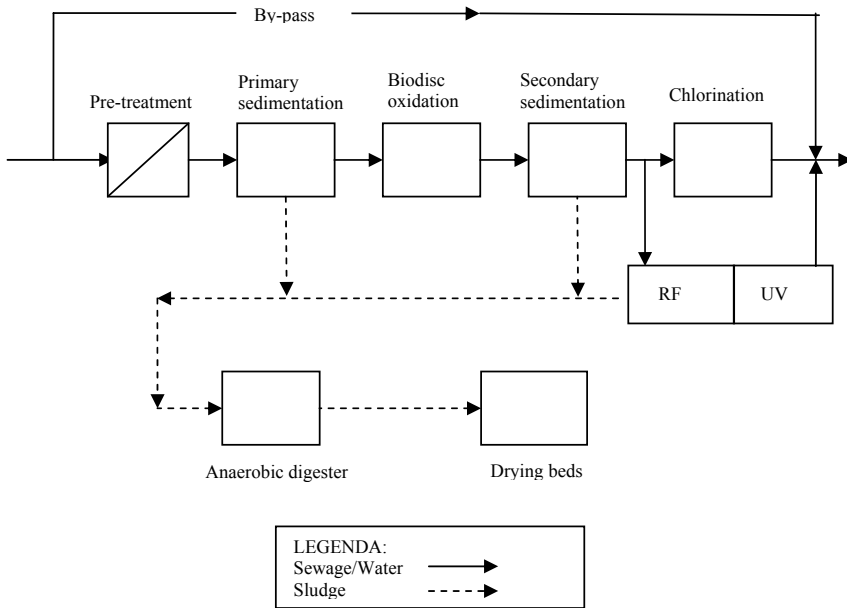 By-pass
Pre-treatment
Primary
sedimentation
Biodisc
oxidation
Secondary
sedimentation
Chlorination
RF
UV
Anaerobic digester
Drying beds
LEGENDA:
Sewage/Water
Sludge